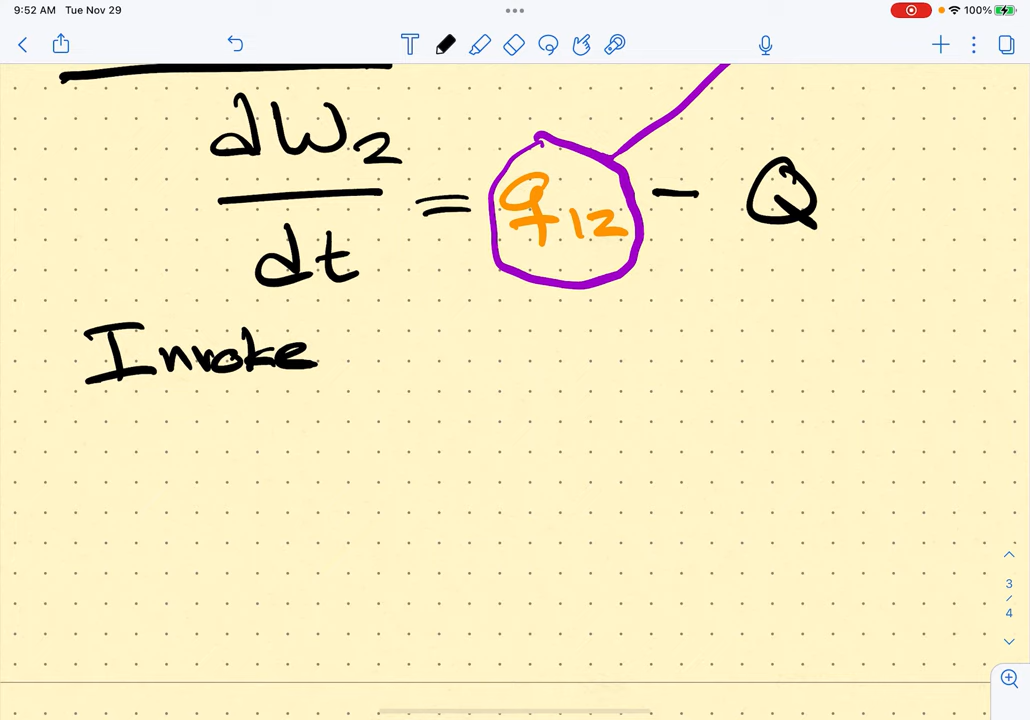 9:52 AM Tue Nov 29
100%
dW₂
dt
= q₁₂ - Q
Invoke
3
/
4